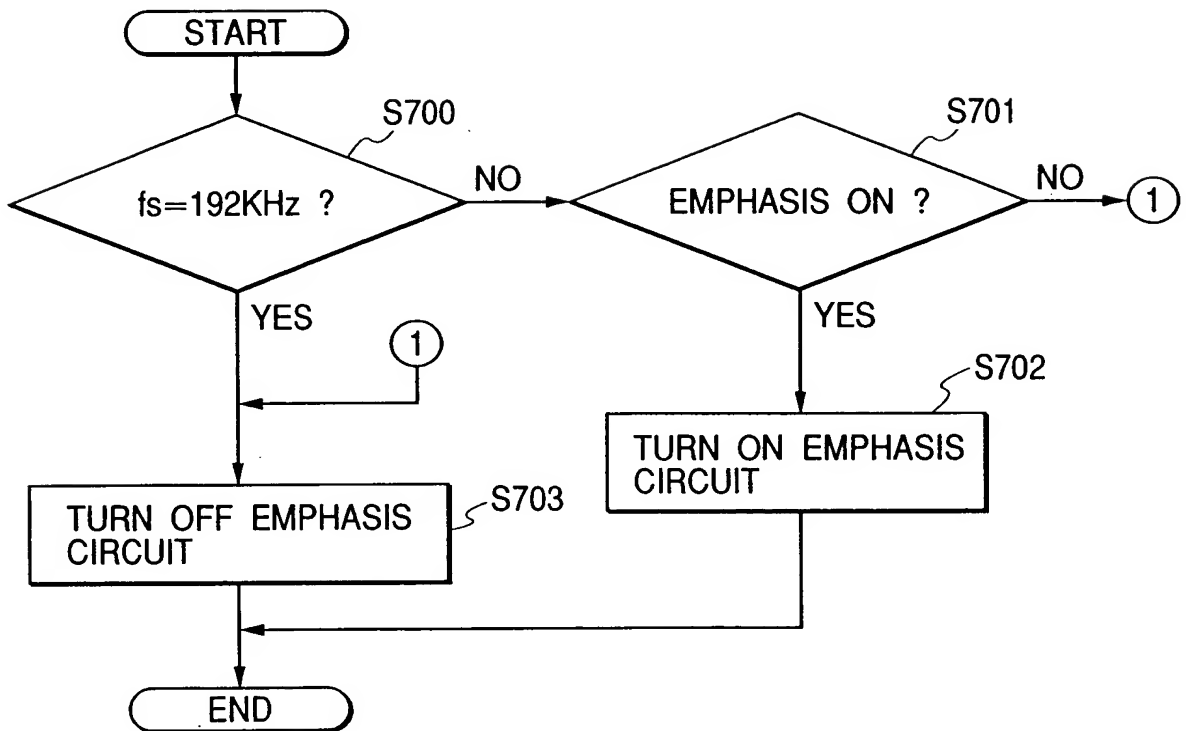 START
S700
fs=192KHz ?
NO
S701
EMPHASIS ON ?
NO
1
YES
1
YES
S702
TURN ON EMPHASIS
CIRCUIT
S703
TURN OFF EMPHASIS
CIRCUIT
END